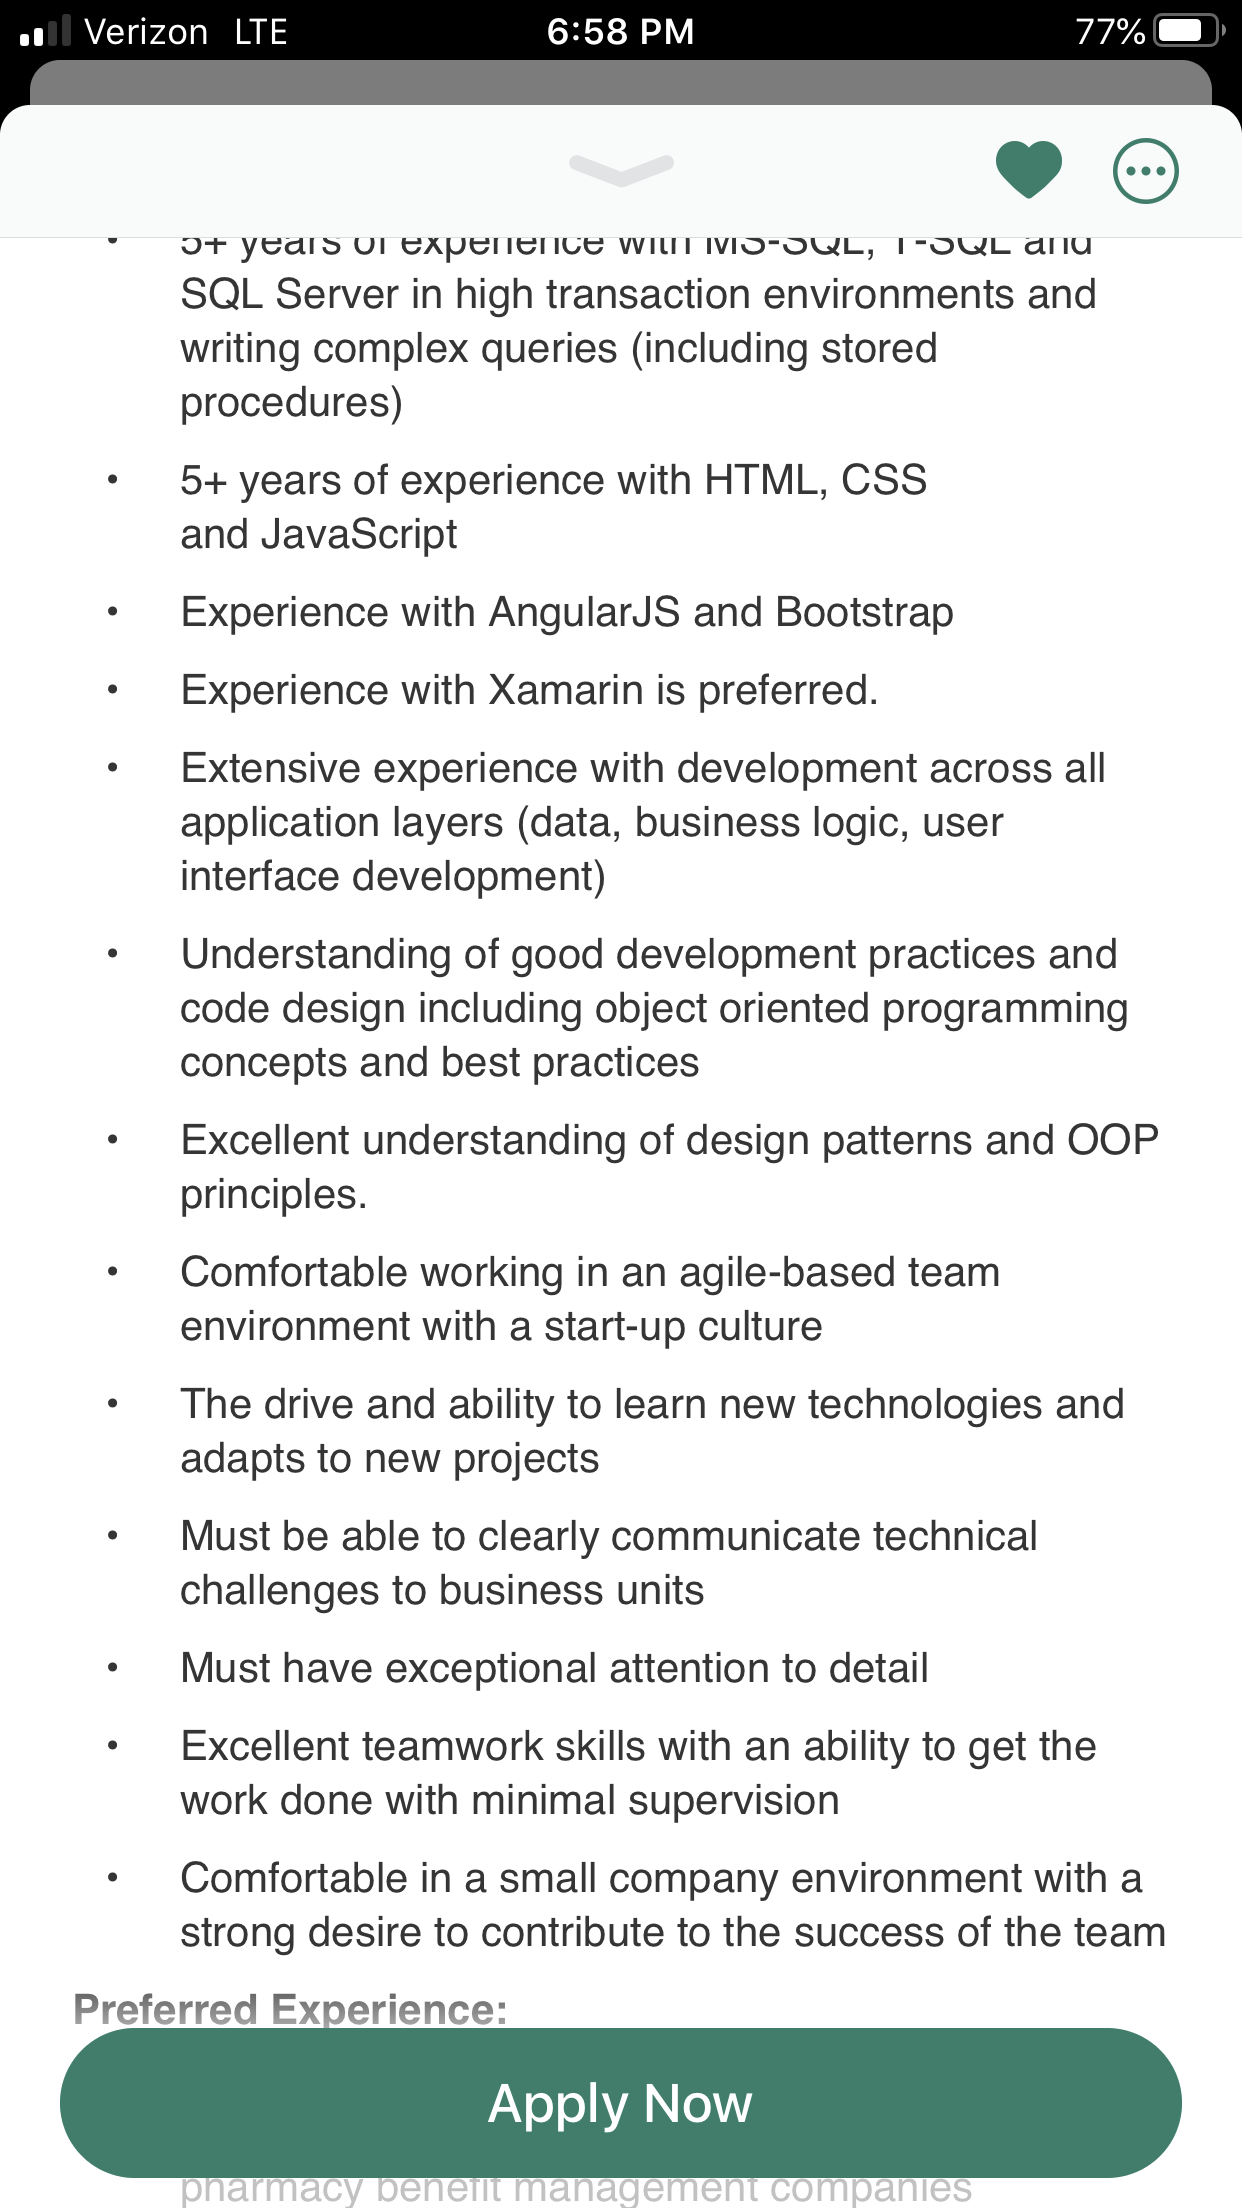 Verizon LTE 6:58 PM 77%
• 5+ years of experience with MS-SQL, T-SQL and
SQL Server in high transaction environments and
writing complex queries (including stored
procedures)
• 5+ years of experience with HTML, CSS
and JavaScript
• Experience with AngularJS and Bootstrap
• Experience with Xamarin is preferred.
• Extensive experience with development across all
application layers (data, business logic, user
interface development)
• Understanding of good development practices and
code design including object oriented programming
concepts and best practices
• Excellent understanding of design patterns and OOP
principles.
• Comfortable working in an agile-based team
environment with a start-up culture
• The drive and ability to learn new technologies and
adapts to new projects
• Must be able to clearly communicate technical
challenges to business units
• Must have exceptional attention to detail
• Excellent teamwork skills with an ability to get the
work done with minimal supervision
• Comfortable in a small company environment with a
strong desire to contribute to the success of the team
Preferred Experience:
Apply Now
pharmacy benefit management companies